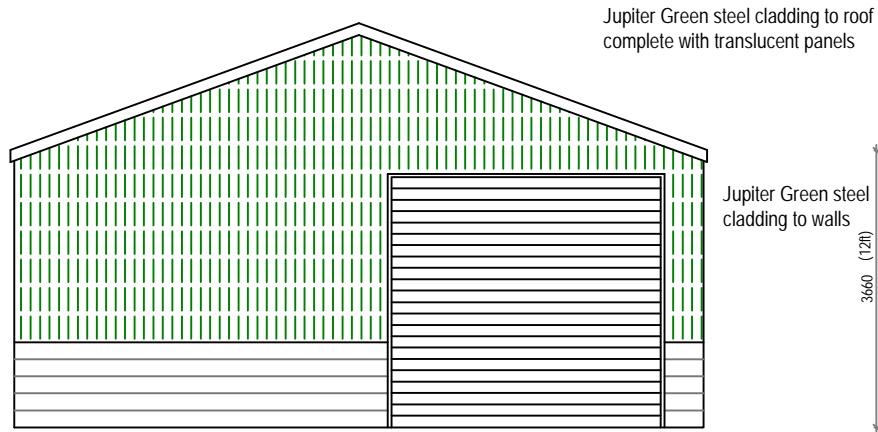 Jupiter Green steel cladding to roof
complete with translucent panels
Jupiter Green steel
cladding to walls
3660 (12ft)